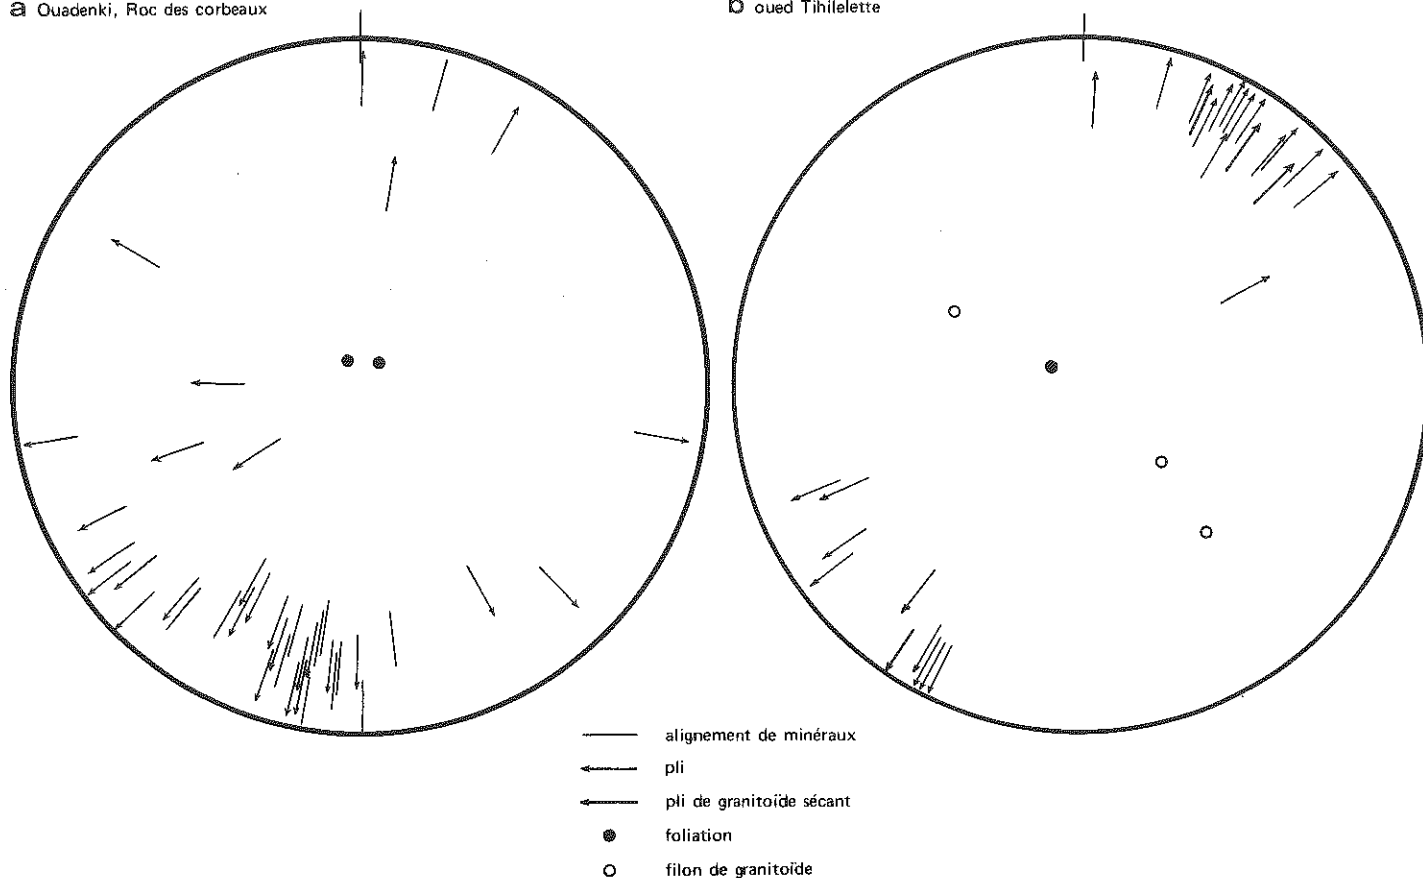 a Ouadenki, Roc des corbeaux
b oued Tihilelette
alignement de minéraux
pli
pli de granitoïde sécant
foliation
filon de granitoïde